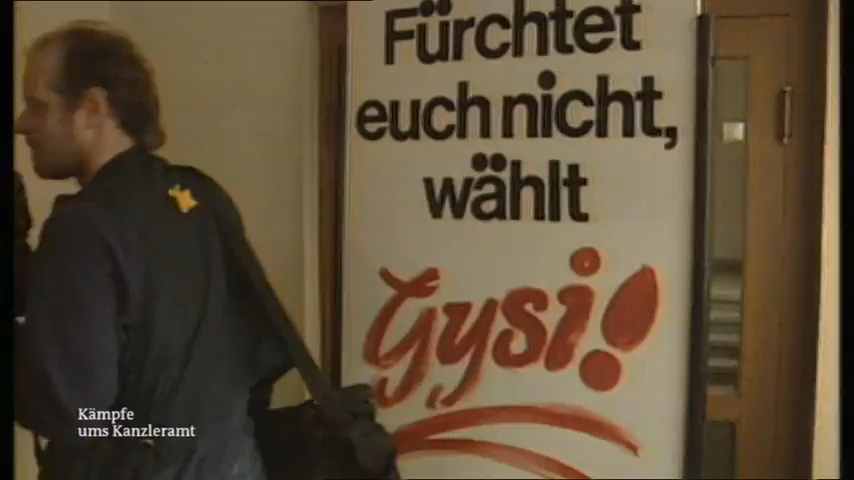 Fürchtet
euch nicht,
wählt
Gysi!
Kämpfe
ums Kanzleramt